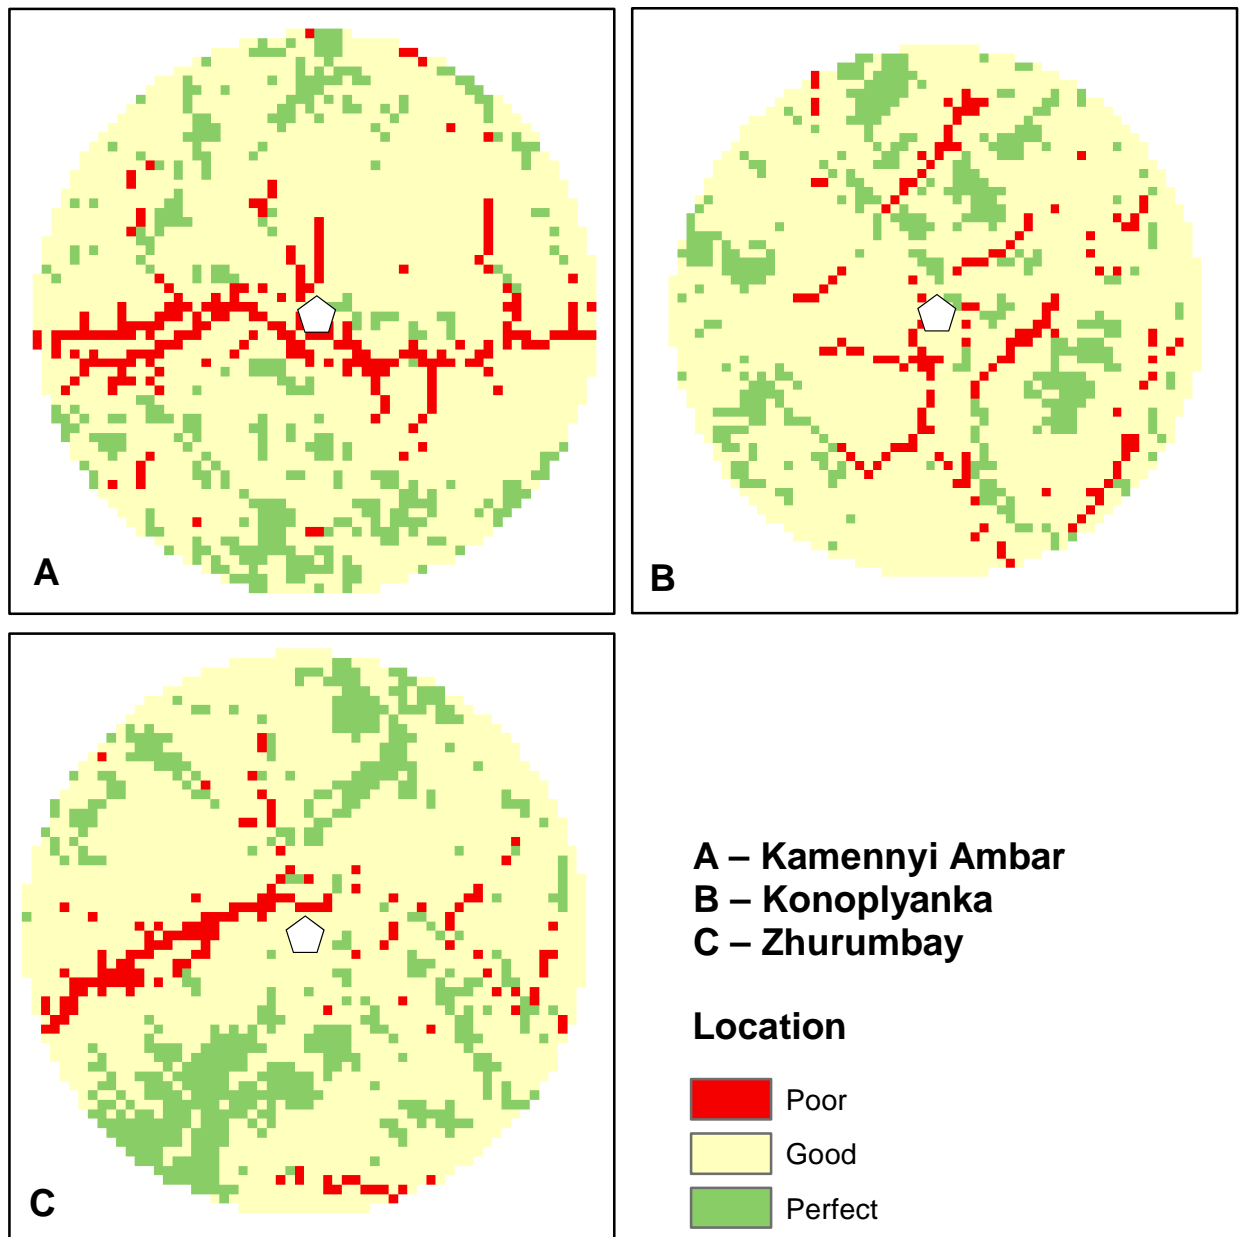 A
B
C
A – Kamennyi Ambar
B – Konoplyanka
C – Zhurumbay
Location
Poor
Good
Perfect